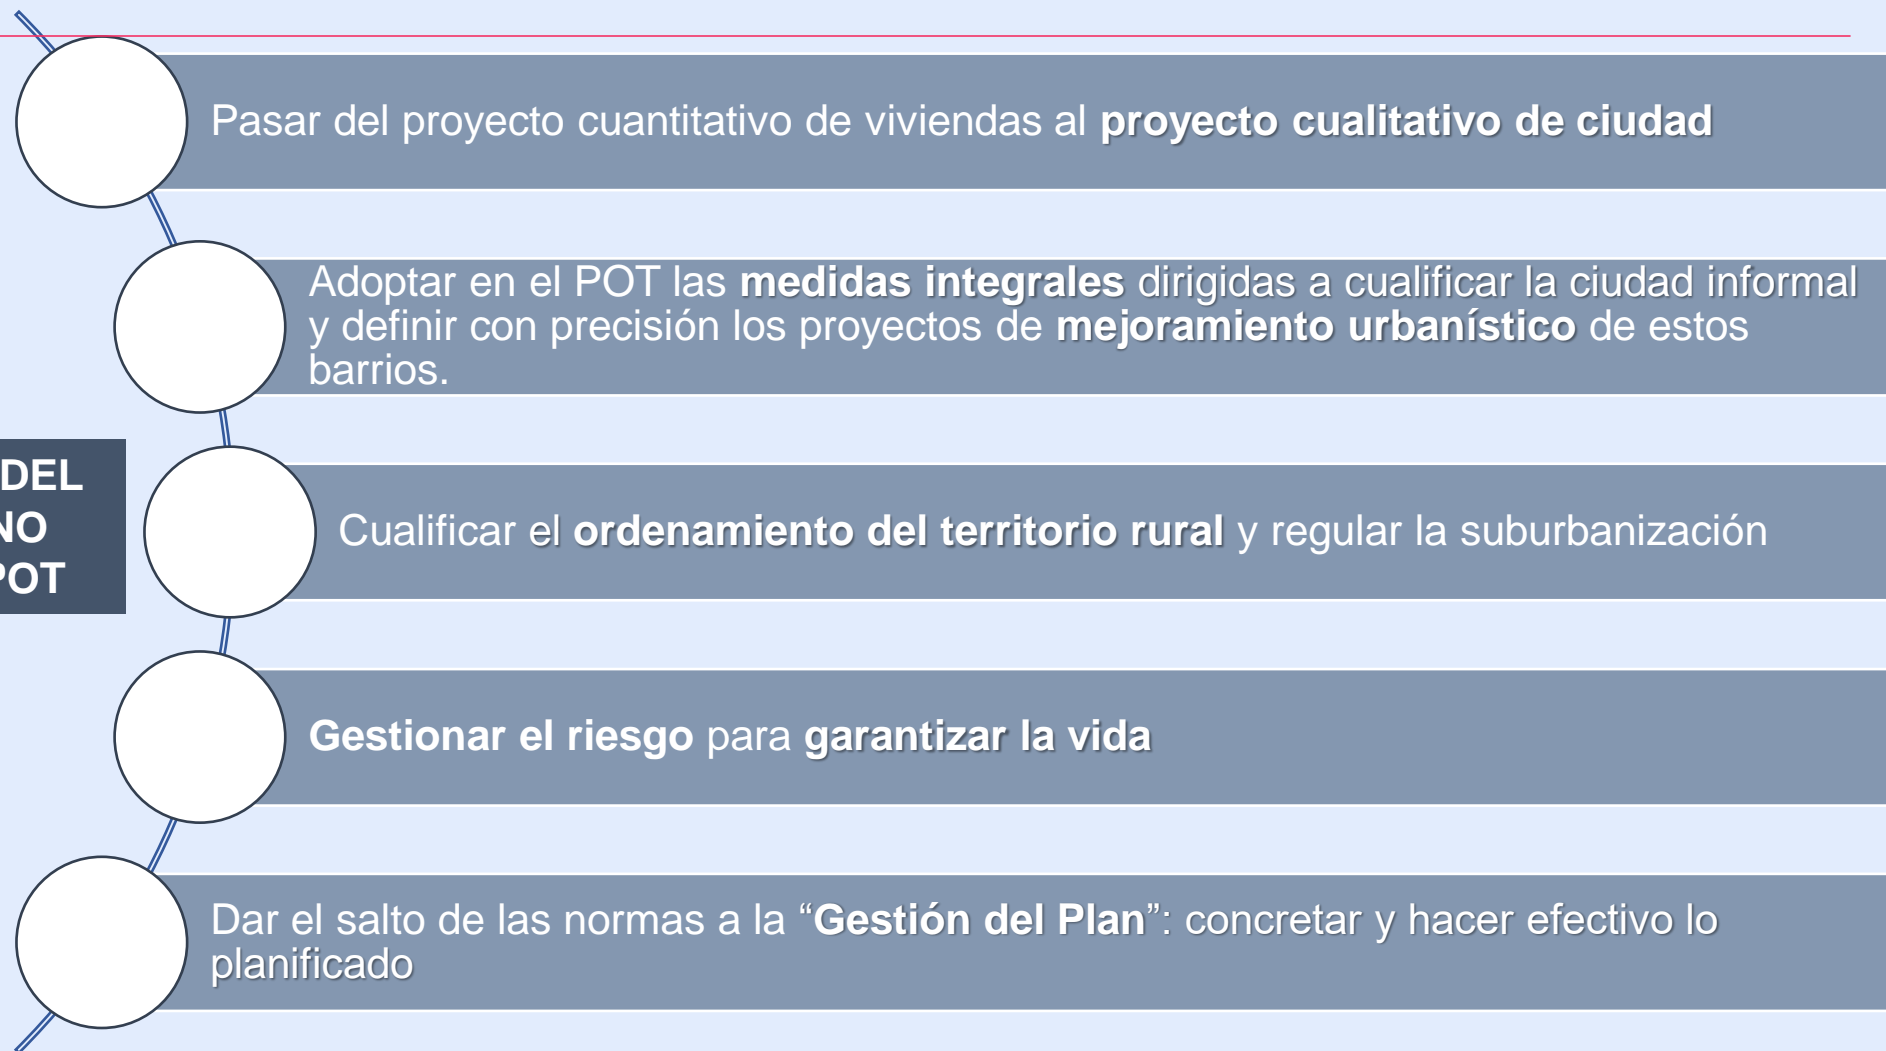 Pasar del proyecto cuantitativo de viviendas al proyecto cualitativo de ciudad
Adoptar en el POT las medidas integrales dirigidas a cualificar la ciudad informal
y definir con precisión los proyectos de mejoramiento urbanístico de estos
barrios.
DEL
NO
POT
Cualificar el ordenamiento del territorio rural y regular la suburbanización
Gestionar el riesgo para garantizar la vida
Dar el salto de las normas a la “Gestión del Plan”: concretar y hacer efectivo lo
planificado